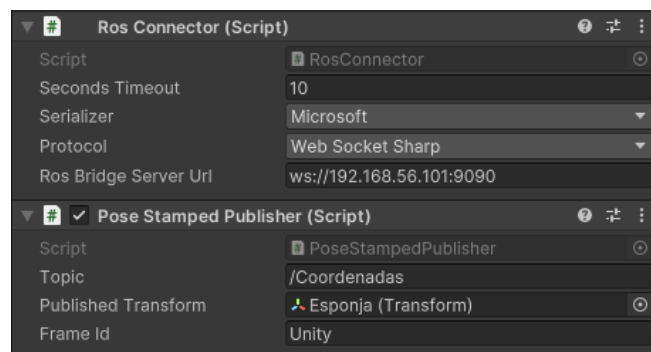 Ros Connector (Script)
Script RosConnector
Seconds Timeout 10
Serializer Microsoft
Protocol Web Socket Sharp
Ros Bridge Server Url ws://192.168.56.101:9090
Pose Stamped Publisher (Script)
Script PoseStampedPublisher
Topic /Coordenadas
Published Transform Esponja (Transform)
Frame Id Unity